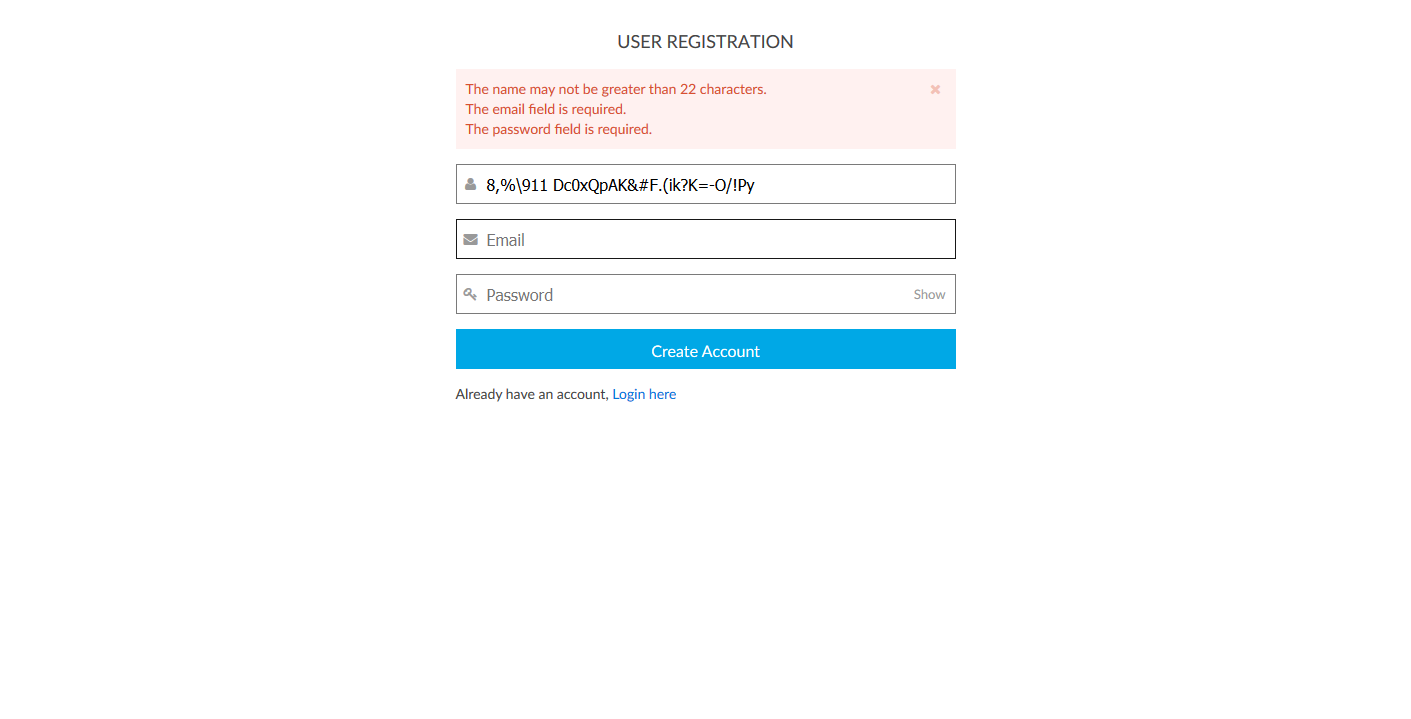 USER REGISTRATION
The name may not be greater than 22 characters.
The email field is required.
The password field is required.
8,%\911 Dc0xQpAK&#F.(ik?K=-O/!Py
Email
Password Show
Create Account
Already have an account, Login here